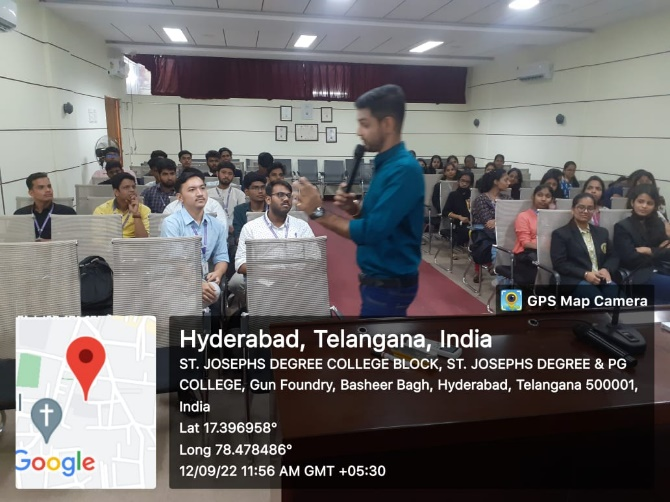 GPS Map Camera
Hyderabad, Telangana, India
ST. JOSEPHS DEGREE COLLEGE BLOCK, ST. JOSEPHS DEGREE & PG
COLLEGE, Gun Foundry, Basheer Bagh, Hyderabad, Telangana 500001,
India
Lat 17.396958°
Long 78.478486°
12/09/22 11:56 AM GMT +05:30
Google